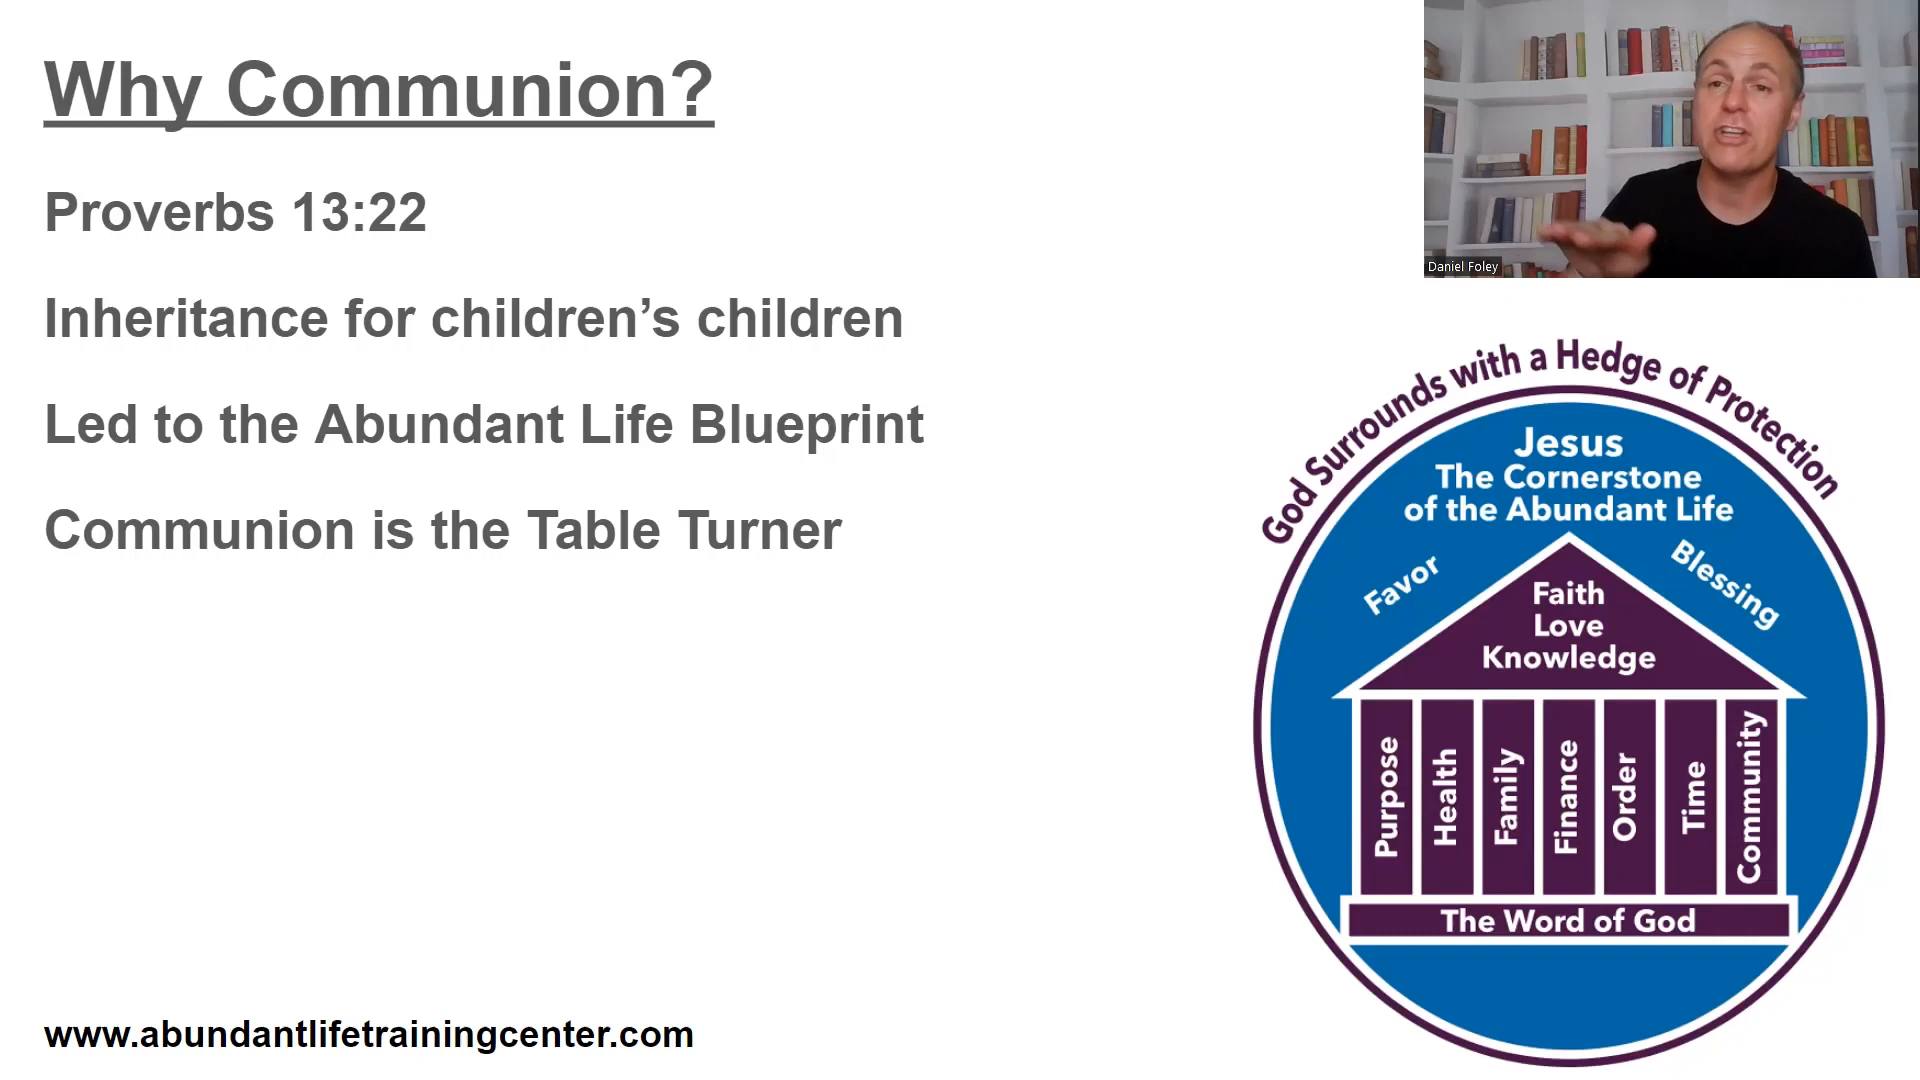 Why Communion?
Proverbs 13:22
Inheritance for children’s children
Led to the Abundant Life Blueprint
Communion is the Table Turner
www.abundantlifetrainingcenter.com
Daniel Foley
God Surrounds with a Hedge of Protection
Jesus
The Cornerstone
of the Abundant Life
Favor
Blessing
Faith
Love
Knowledge
Purpose
Health
Family
Finance
Order
Time
Community
The Word of God